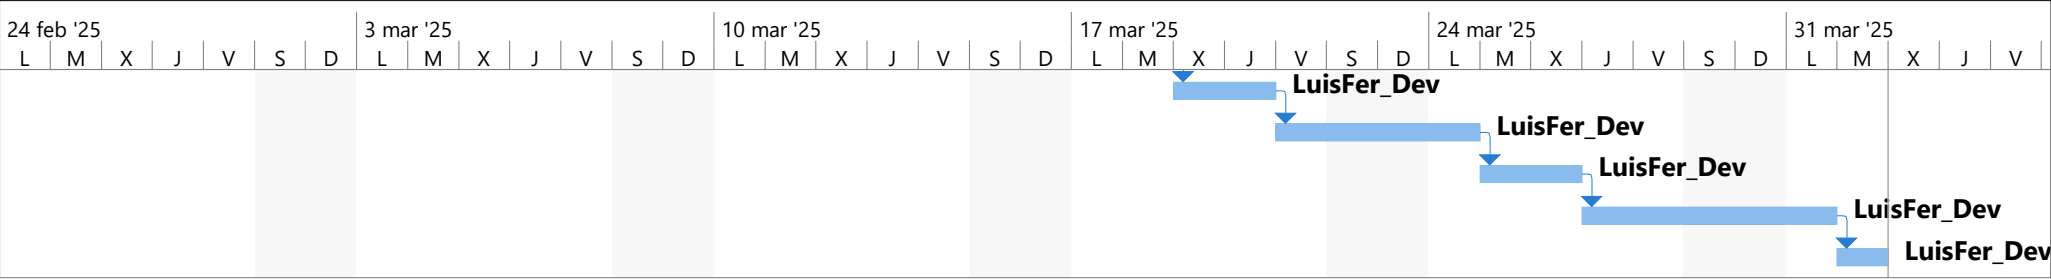 24 feb '25 3 mar '25 10 mar '25 17 mar '25 24 mar '25 31 mar '25
L M X J V S D L M X J V S D L M X J V S D L M X J V S D L M X J V S D L M X J V
LuisFer_Dev
LuisFer_Dev
LuisFer_Dev
LuisFer_Dev
LuisFer_Dev